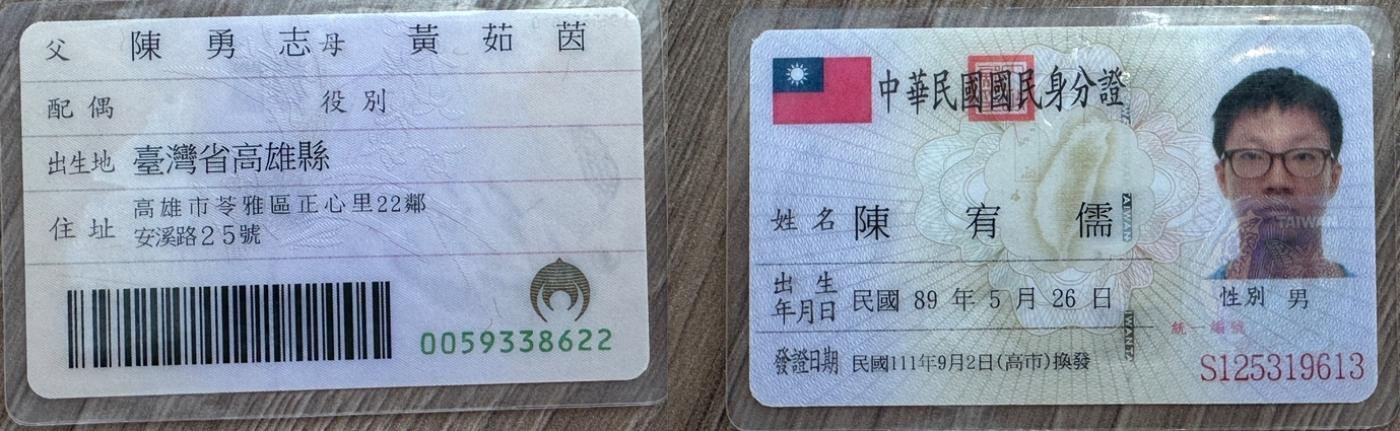 父 陳勇志 母 黃茹茵
配偶 役別
出生地 臺灣省高雄縣
住址 高雄市苓雅區正心里22鄰
安溪路25號
0059338622
中華民國國民身分證
姓名 陳宥儒
TAIWAN
出生年月日 民國 89 年 5 月 26 日
性別 男
統一編號
發證日期 民國111年9月2日(高市)換發
S125319613